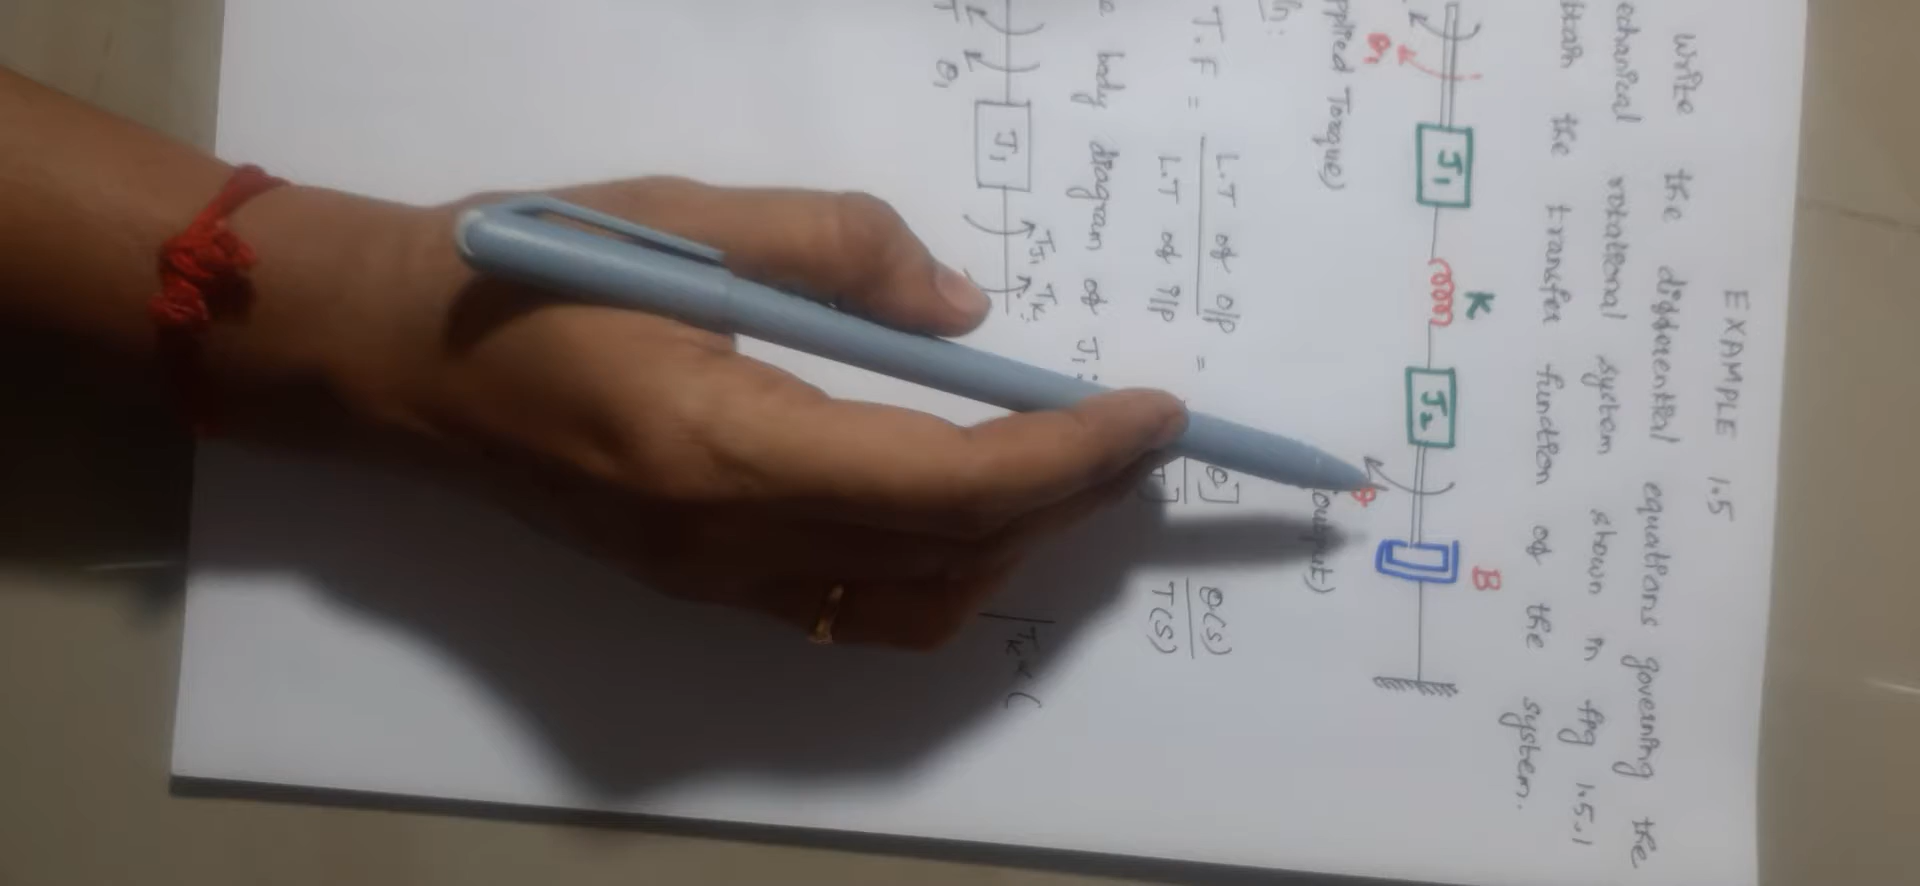 EXAMPLE 1.5
Write the differential equations governing the
echanical rotational system shown in fig 1.5.1
btain the transfer function of the system.
K
B
J1
J2
θ1
θ
pplied Torque)
output)
ln:
T.F = L.T of o/p / L.T of i/p = θ] / T] θ(s) / T(s)
e body diagram of J1:
TJ1 TK
J1
T θ1
TK ∝ (